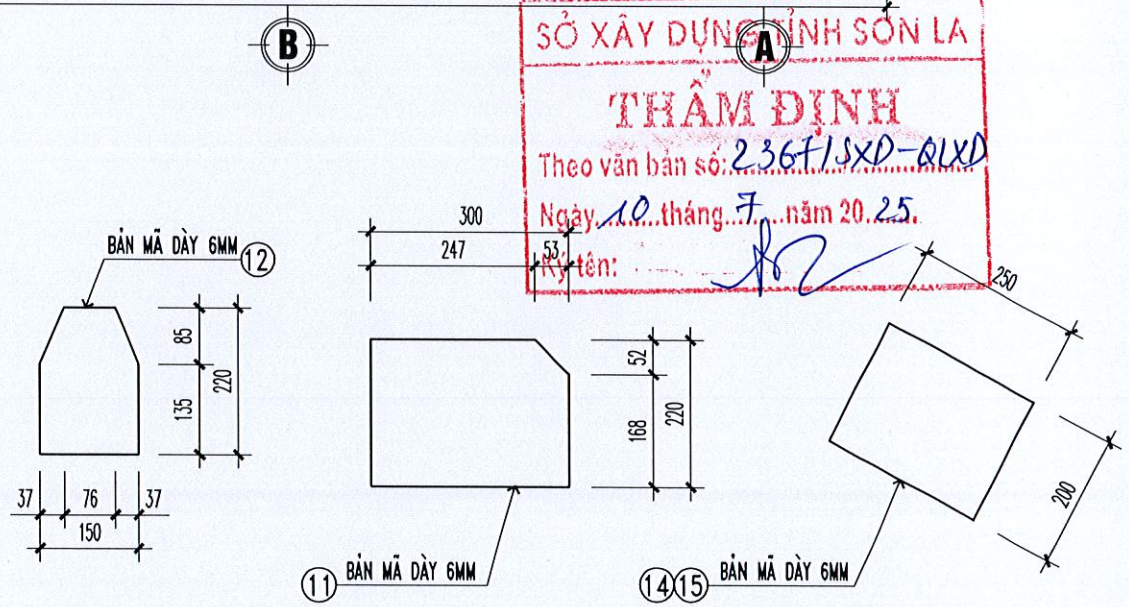 B
A
SỞ XÂY DỰNG TỈNH SƠN LA
THẨM ĐỊNH
Theo văn bản số: 2367/SXD-QLXD
Ngày 10 tháng 7 năm 20 25
Ký tên:
BẢN MÃ DÀY 6MM 12
85
135
220
37 76 37
150
300
247 53
52
168
220
11 BẢN MÃ DÀY 6MM
250
200
14 15 BẢN MÃ DÀY 6MM